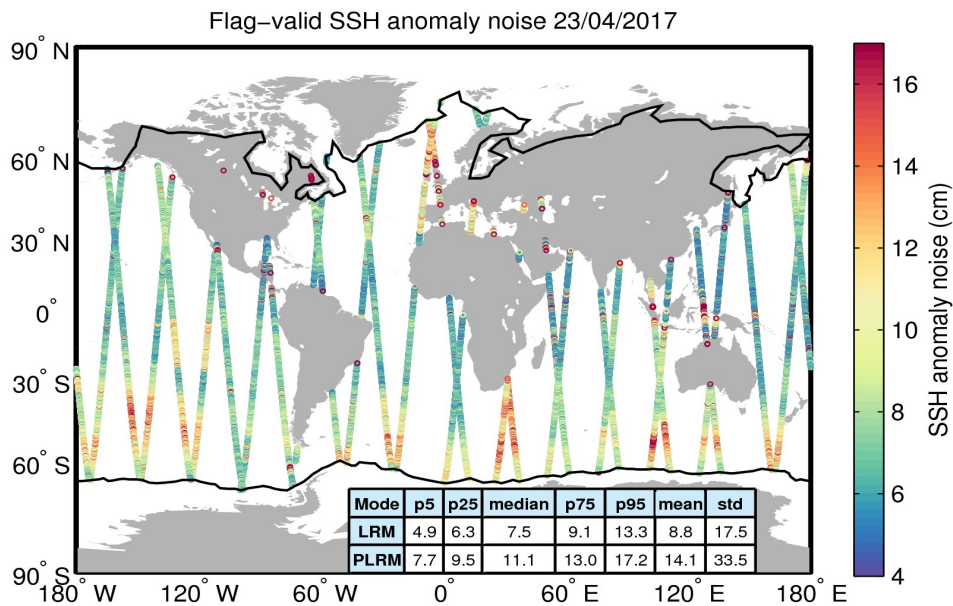 Flag−valid SSH anomaly noise 23/04/2017
90° N
60° N
30° N
0°
30° S
60° S
90° S
180° W
120° W
60° W
0°
60° E
120° E
180° E
16
14
12
10
8
6
4
SSH anomaly noise (cm)
Mode p5 p25 median p75 p95 mean std
LRM 4.9 6.3 7.5 9.1 13.3 8.8 17.5
PLRM 7.7 9.5 11.1 13.0 17.2 14.1 33.5